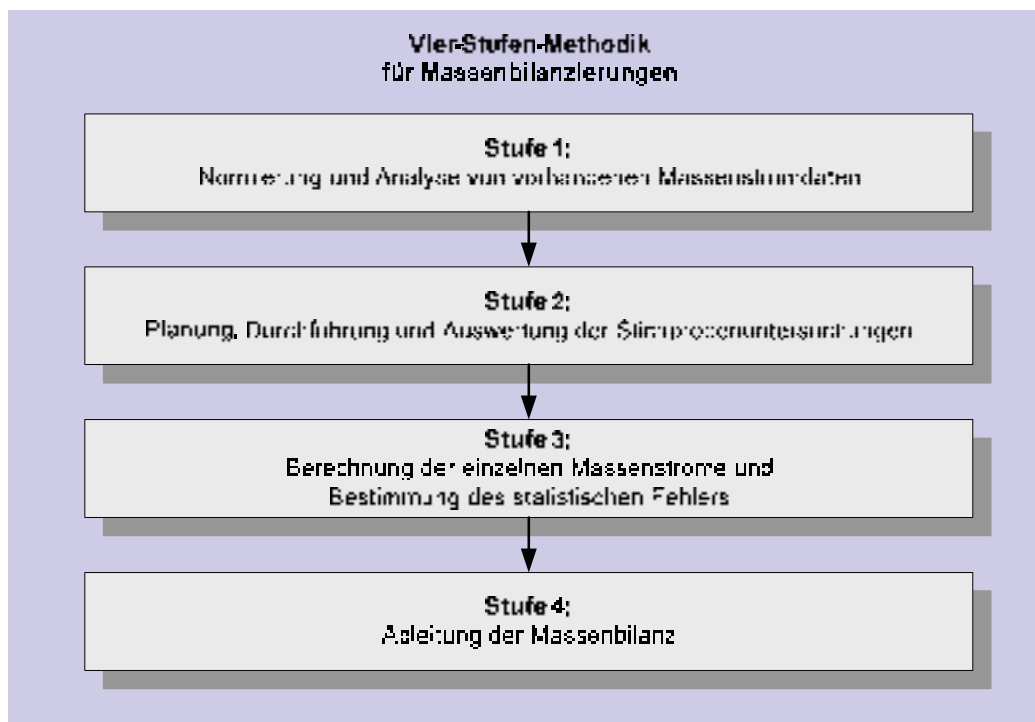 Vier-Stufen-Methodik
für Massenbilanzierungen
Stufe 1:
Normierung und Analyse von vorhandenen Massenstromdaten
Stufe 2:
Planung, Durchführung und Auswertung der Stichprobenuntersuchungen
Stufe 3:
Berechnung der einzelnen Massenströme und
Bestimmung des statistischen Fehlers
Stufe 4:
Ableitung der Massenbilanz